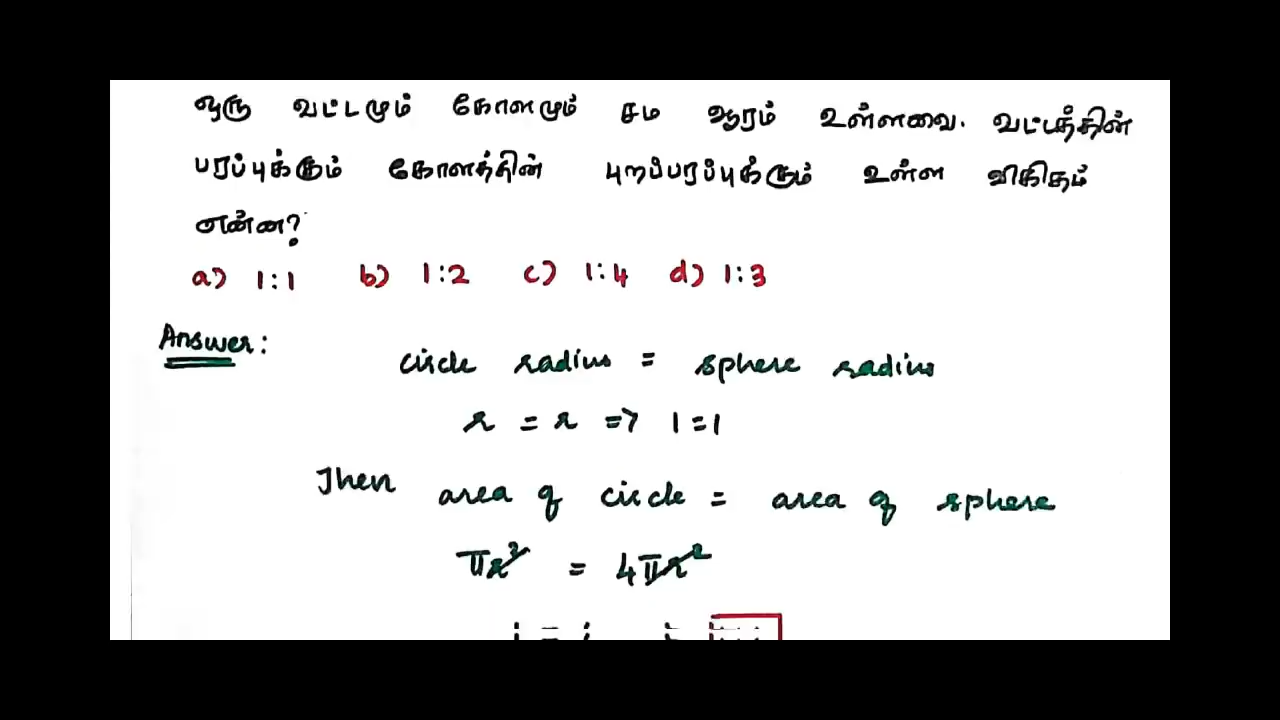 ஒரு வட்டமும் கோளமும் சம ஆரம் உள்ளவை. வட்டத்தின்
பரப்புக்கும் கோளத்தின் புறப்பரப்புக்கும் உள்ள விகிதம்
என்ன?
a) 1:1 b) 1:2 c) 1:4 d) 1:3
Answer:
circle radius = sphere radius
r = r => 1=1
Then area of circle = area of sphere
πr² = 4πr²